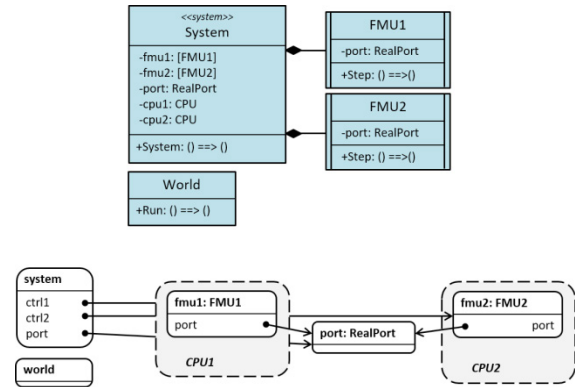 <<system>>
System
-fmu1: [FMU1]
-fmu2: [FMU2]
-port: RealPort
-cpu1: CPU
-cpu2: CPU
+System: () ==> ()
FMU1
-port: RealPort
+Step: () ==>()
FMU2
-port: RealPort
+Step: () ==>()
World
+Run: () ==> ()
system
ctrl1
ctrl2
port
world
fmu1: FMU1
port
CPU1
port: RealPort
fmu2: FMU2
port
CPU2